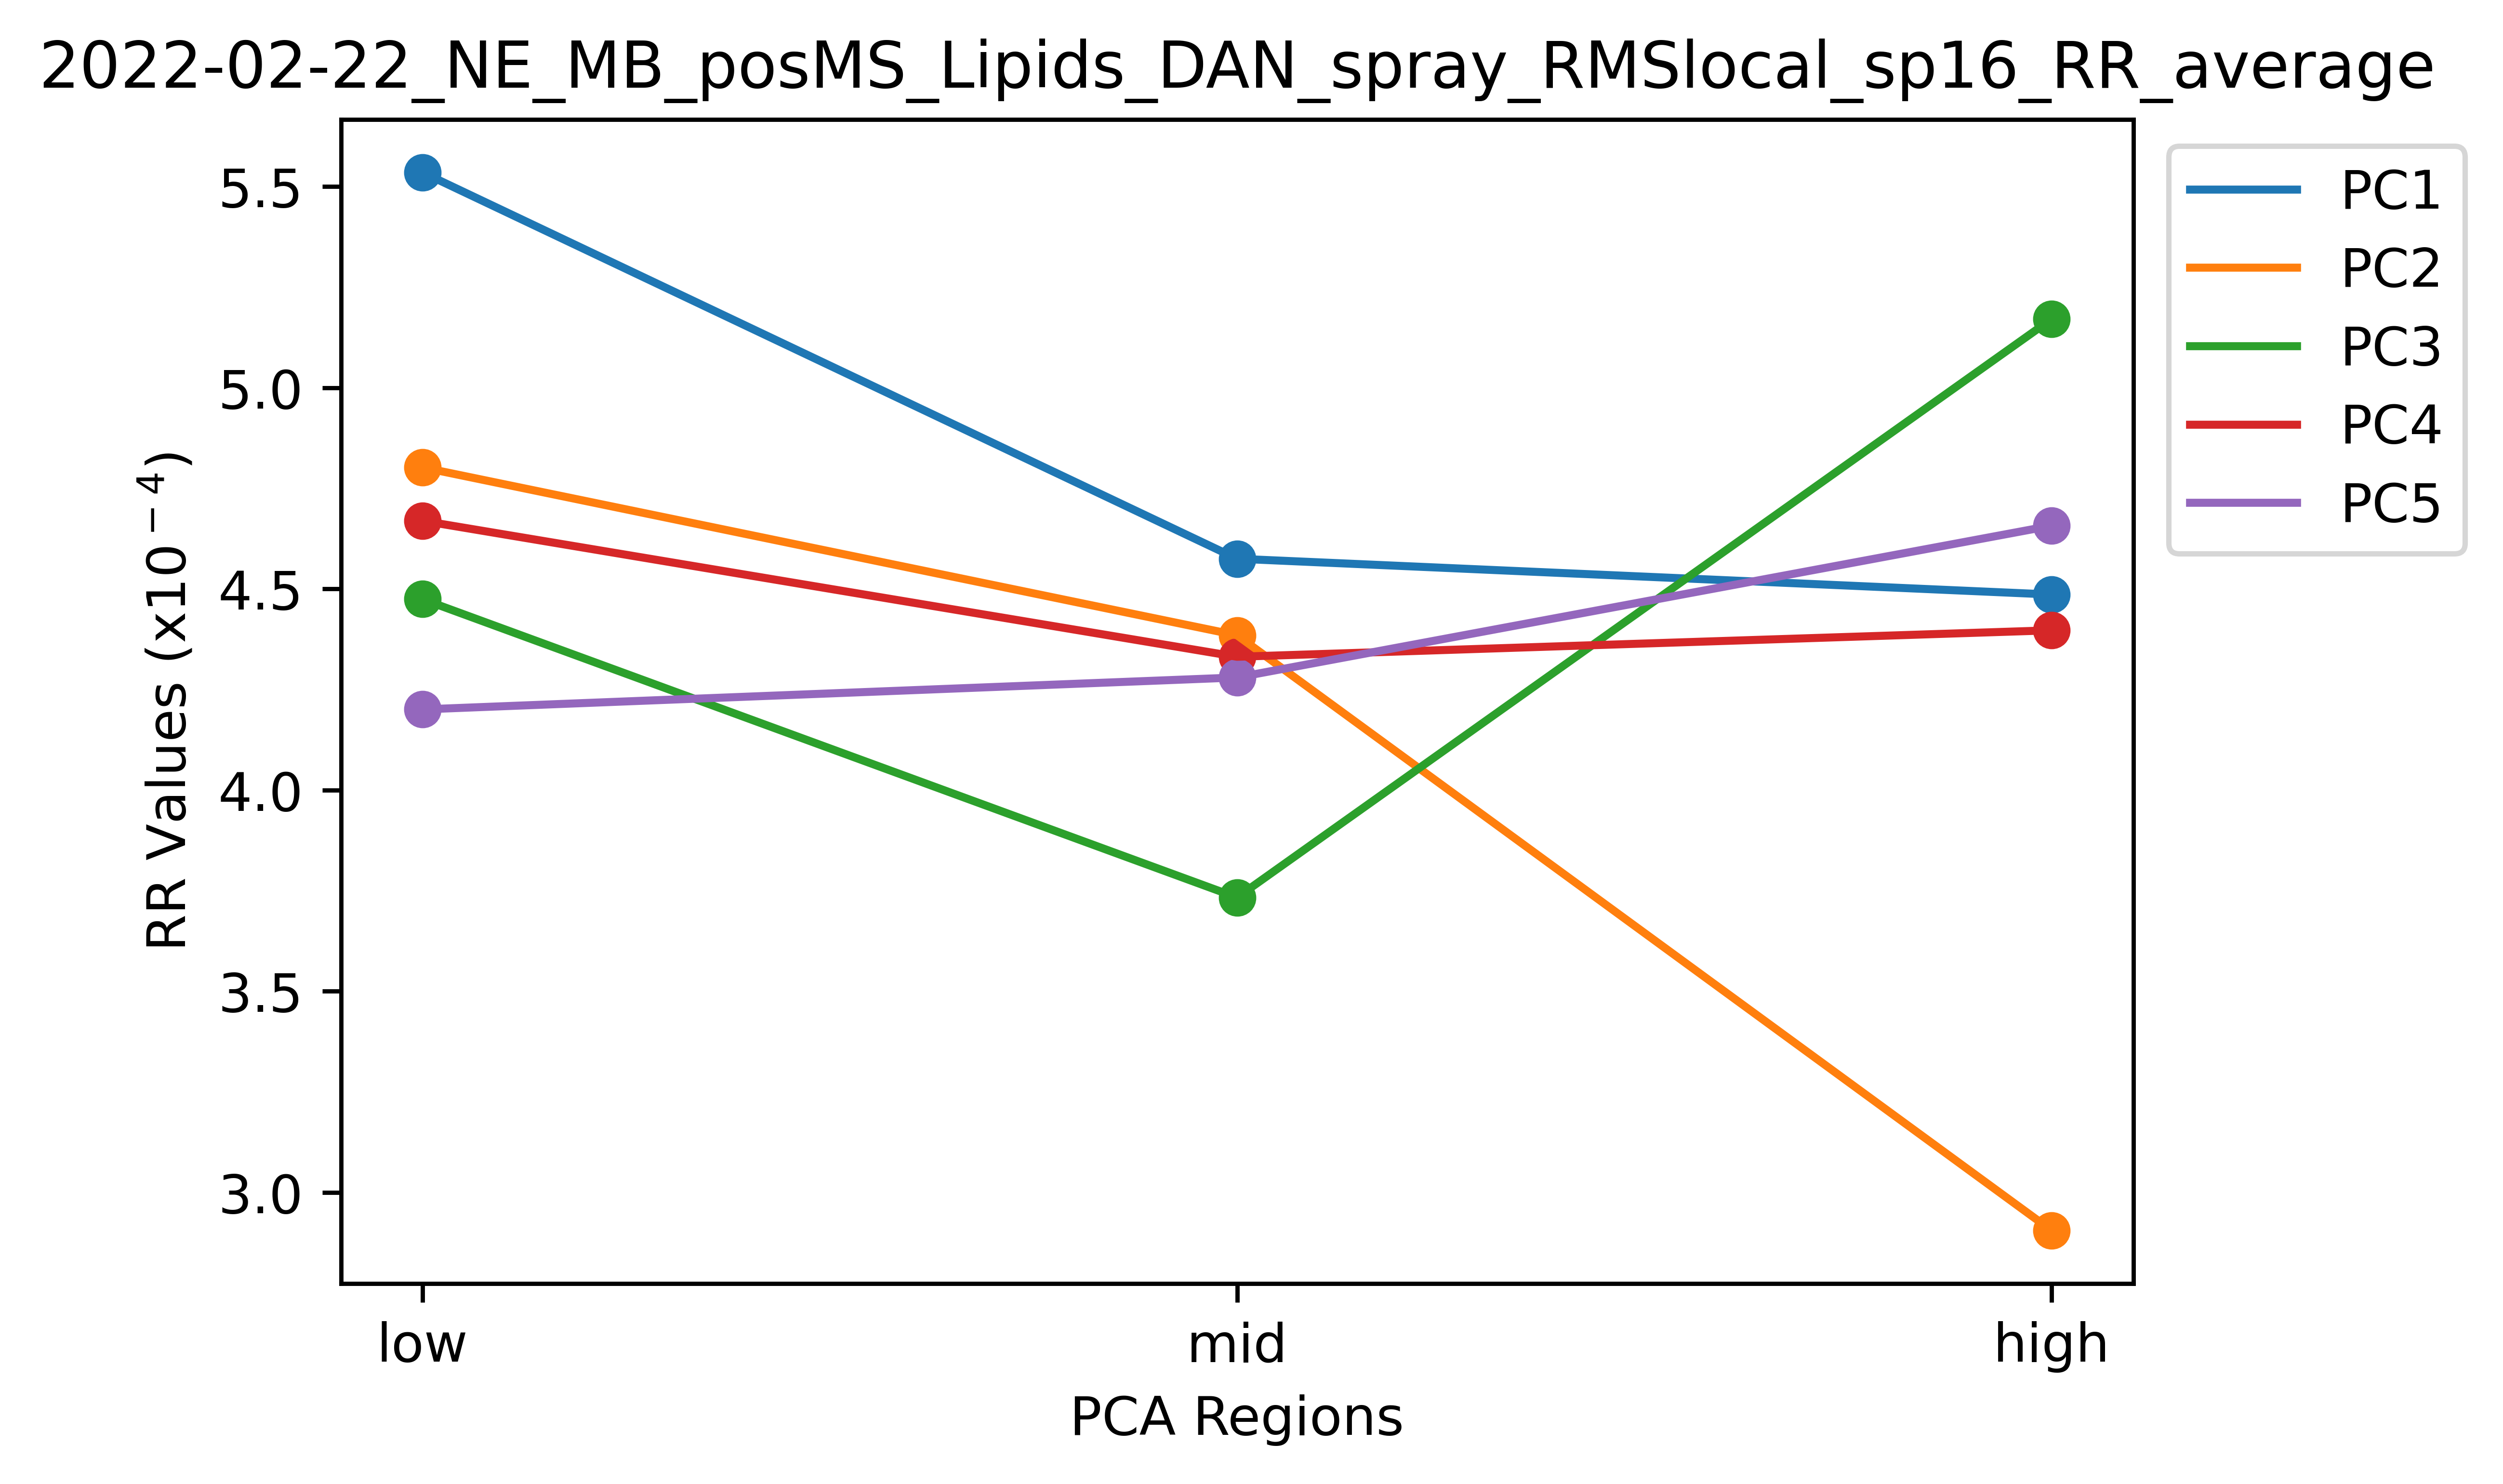 2022-02-22_NE_MB_posMS_Lipids_DAN_spray_RMSlocal_sp16_RR_average
RR Values (x10⁻⁴)
5.5
5.0
4.5
4.0
3.5
3.0
low
mid
high
PCA Regions
PC1
PC2
PC3
PC4
PC5